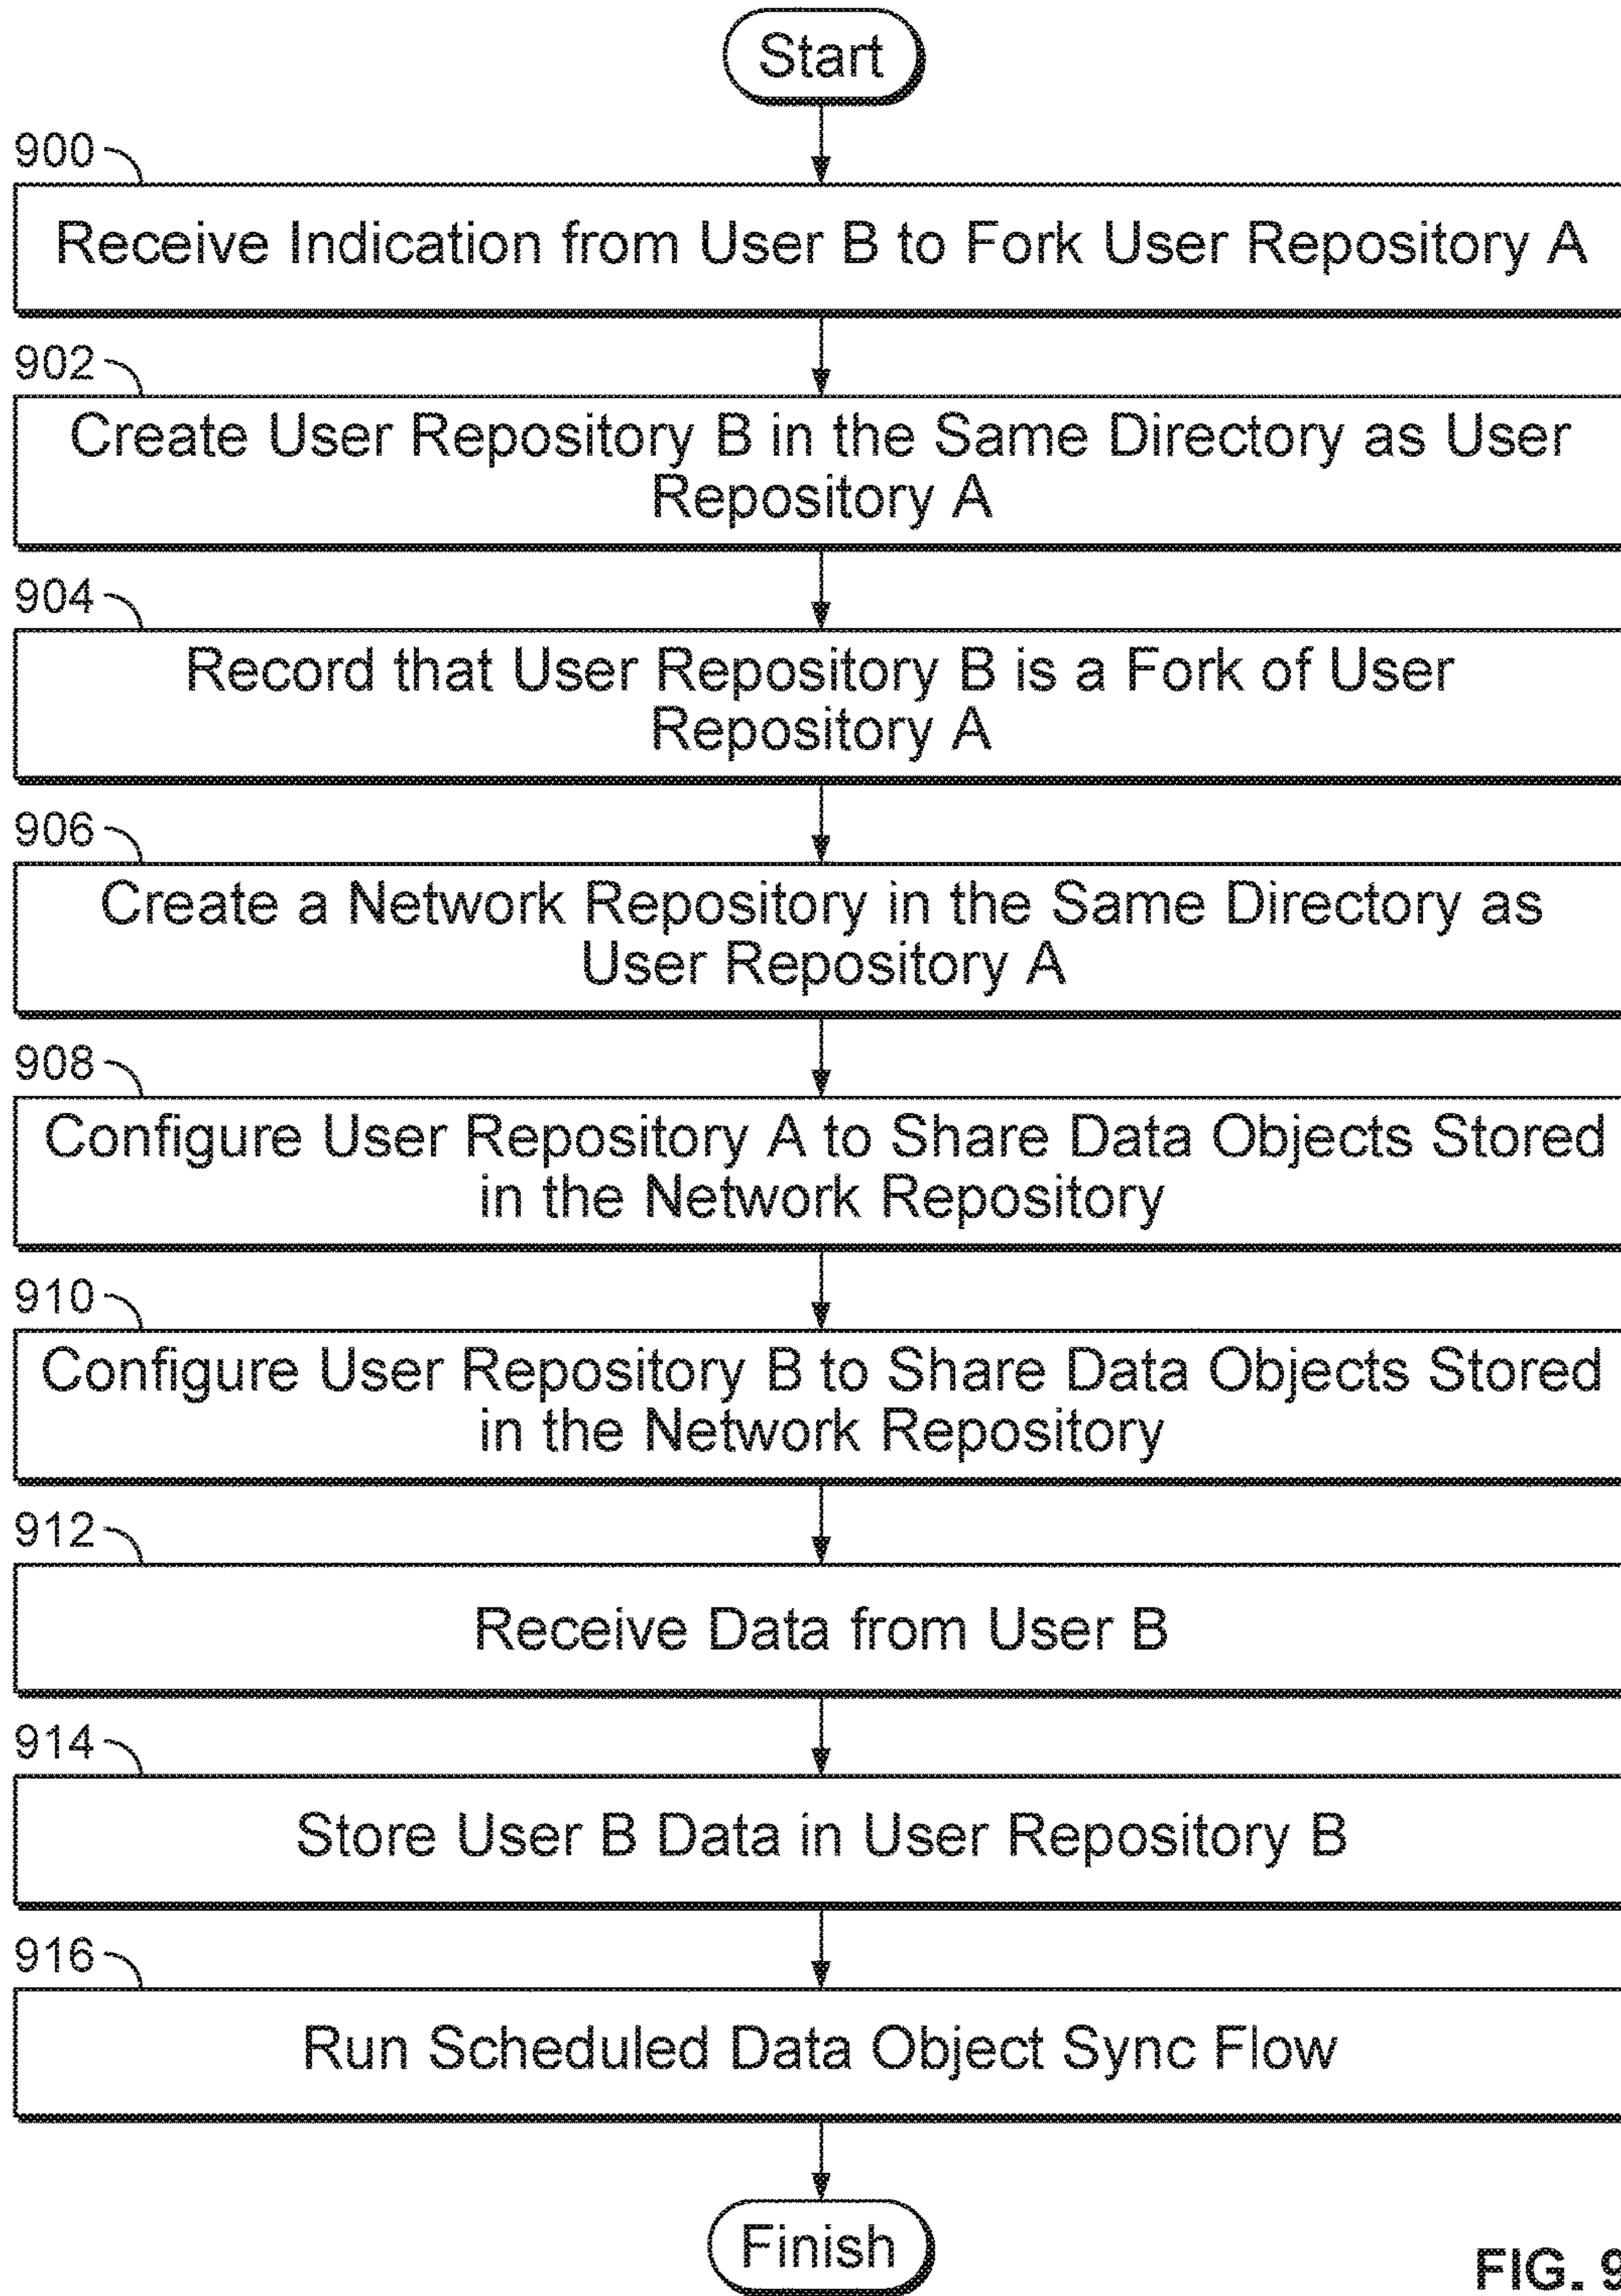 Start
900
Receive Indication from User B to Fork User Repository A
902
Create User Repository B in the Same Directory as User
Repository A
904
Record that User Repository B is a Fork of User
Repository A
906
Create a Network Repository in the Same Directory as
User Repository A
908
Configure User Repository A to Share Data Objects Stored
in the Network Repository
910
Configure User Repository B to Share Data Objects Stored
in the Network Repository
912
Receive Data from User B
914
Store User B Data in User Repository B
916
Run Scheduled Data Object Sync Flow
Finish
FIG. 9